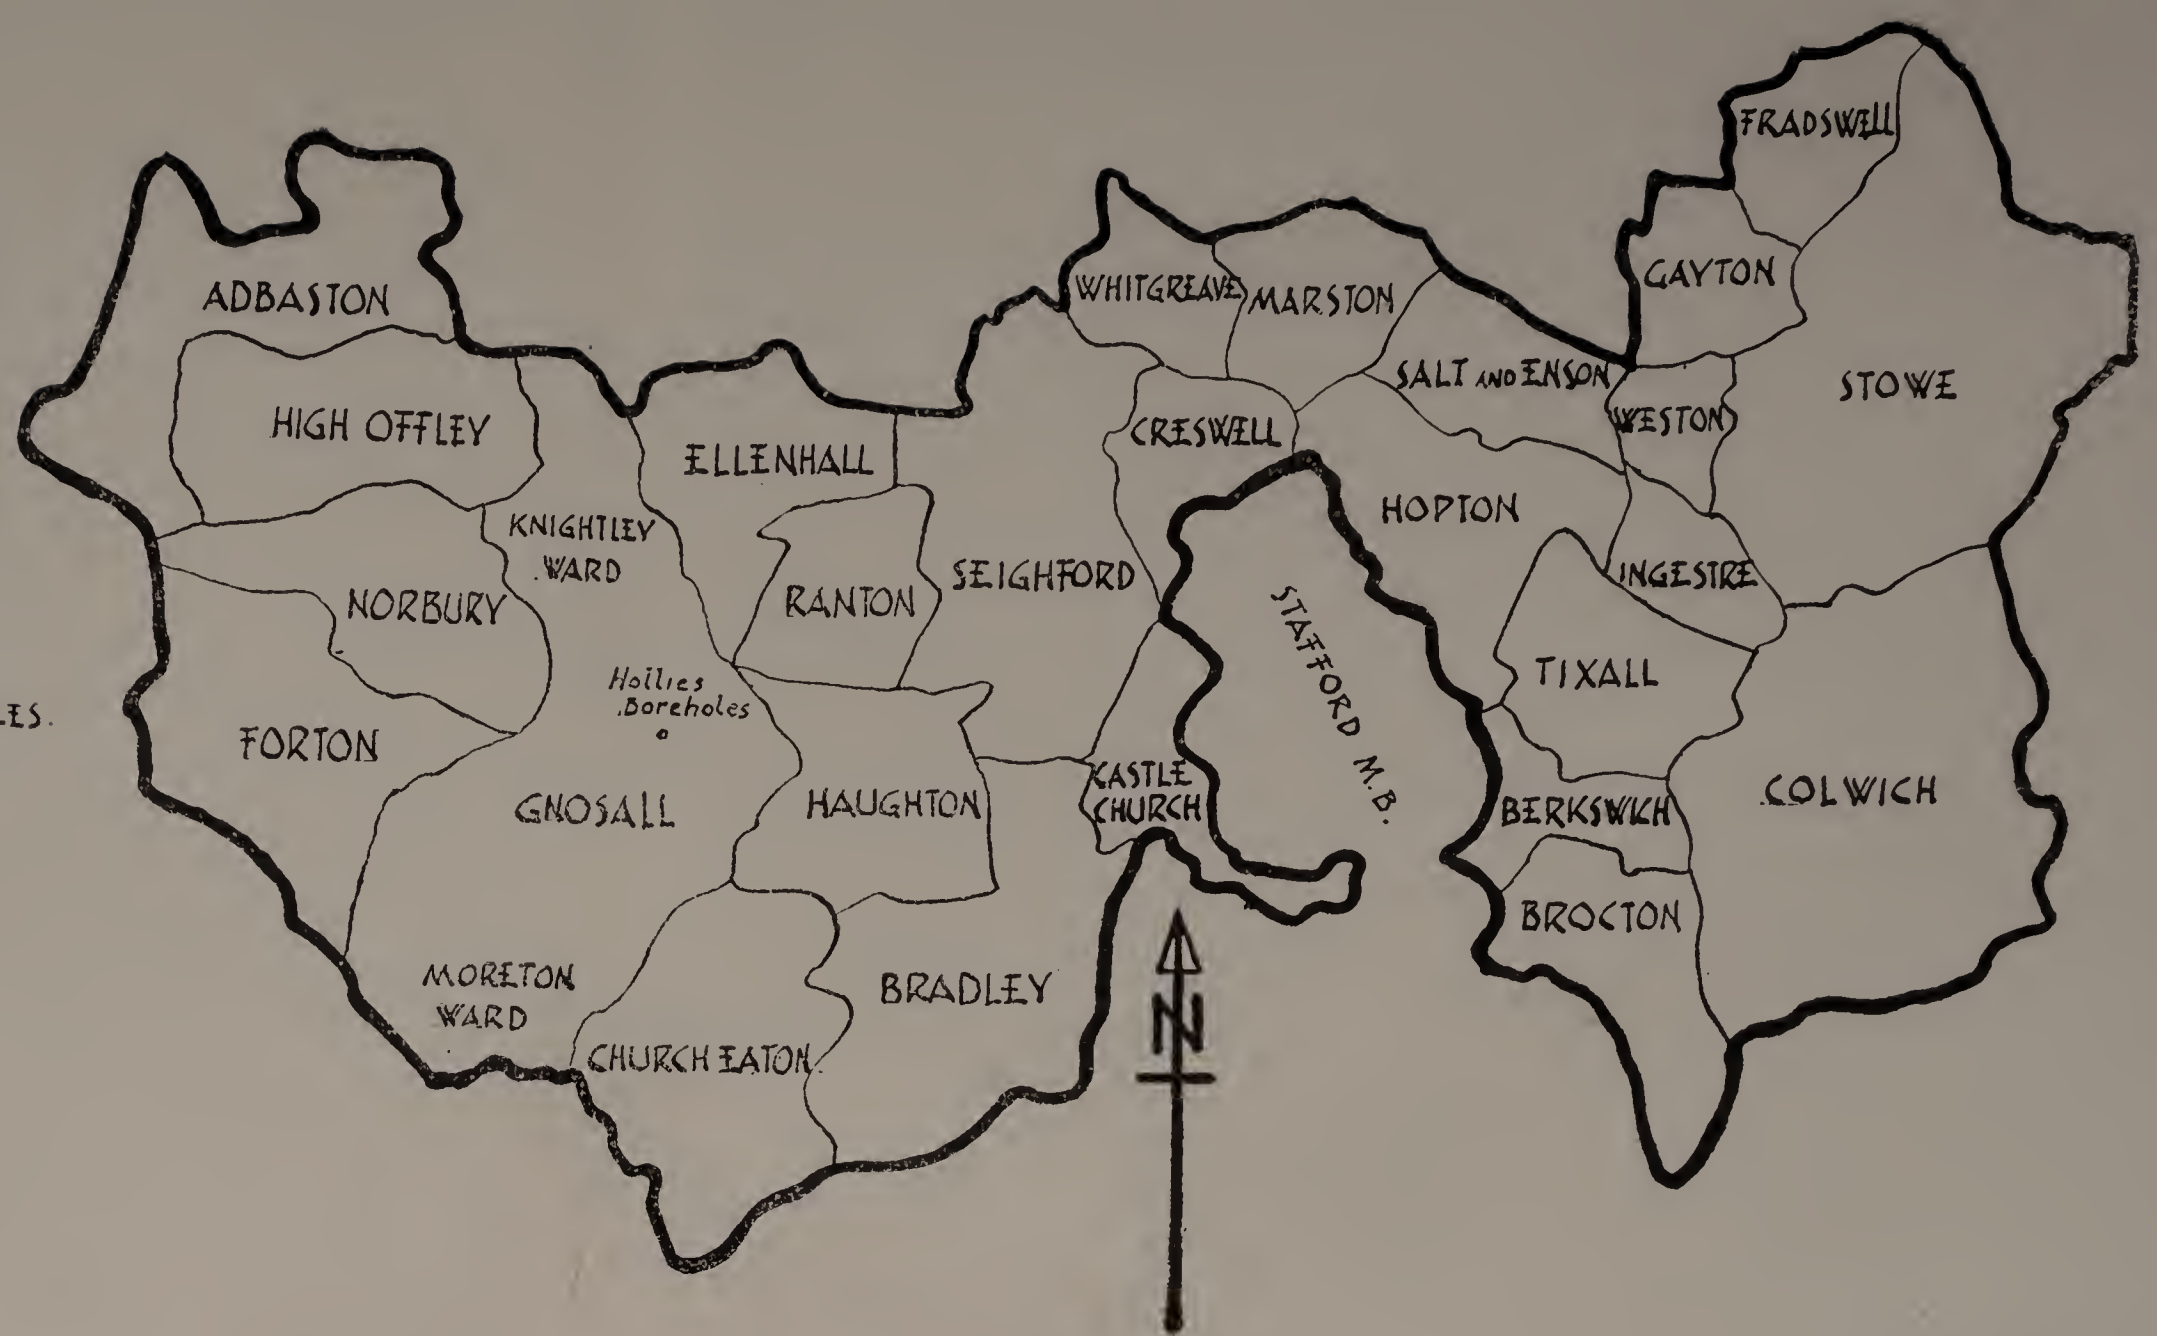 FRADSWELL
ADBASTON
WHITGREAVE
MARSTON
GAYTON
SALT AND ENSON
STOWE
HIGH OFFLEY
ELLENHALL
CRESWELL
WESTON
KNIGHTLEY
WARD
HOPTON
NORBURY
RANTON
SEIGHFORD
INGESTRE
STAFFORD M.B.
TIXALL
Hollies
Boreholes
LES.
FORTON
GNOSALL
HAUGHTON
CASTLE
CHURCH
BERKSWICH
COLWICH
BROCTON
MORETON
WARD
BRADLEY
CHURCH EATON
N